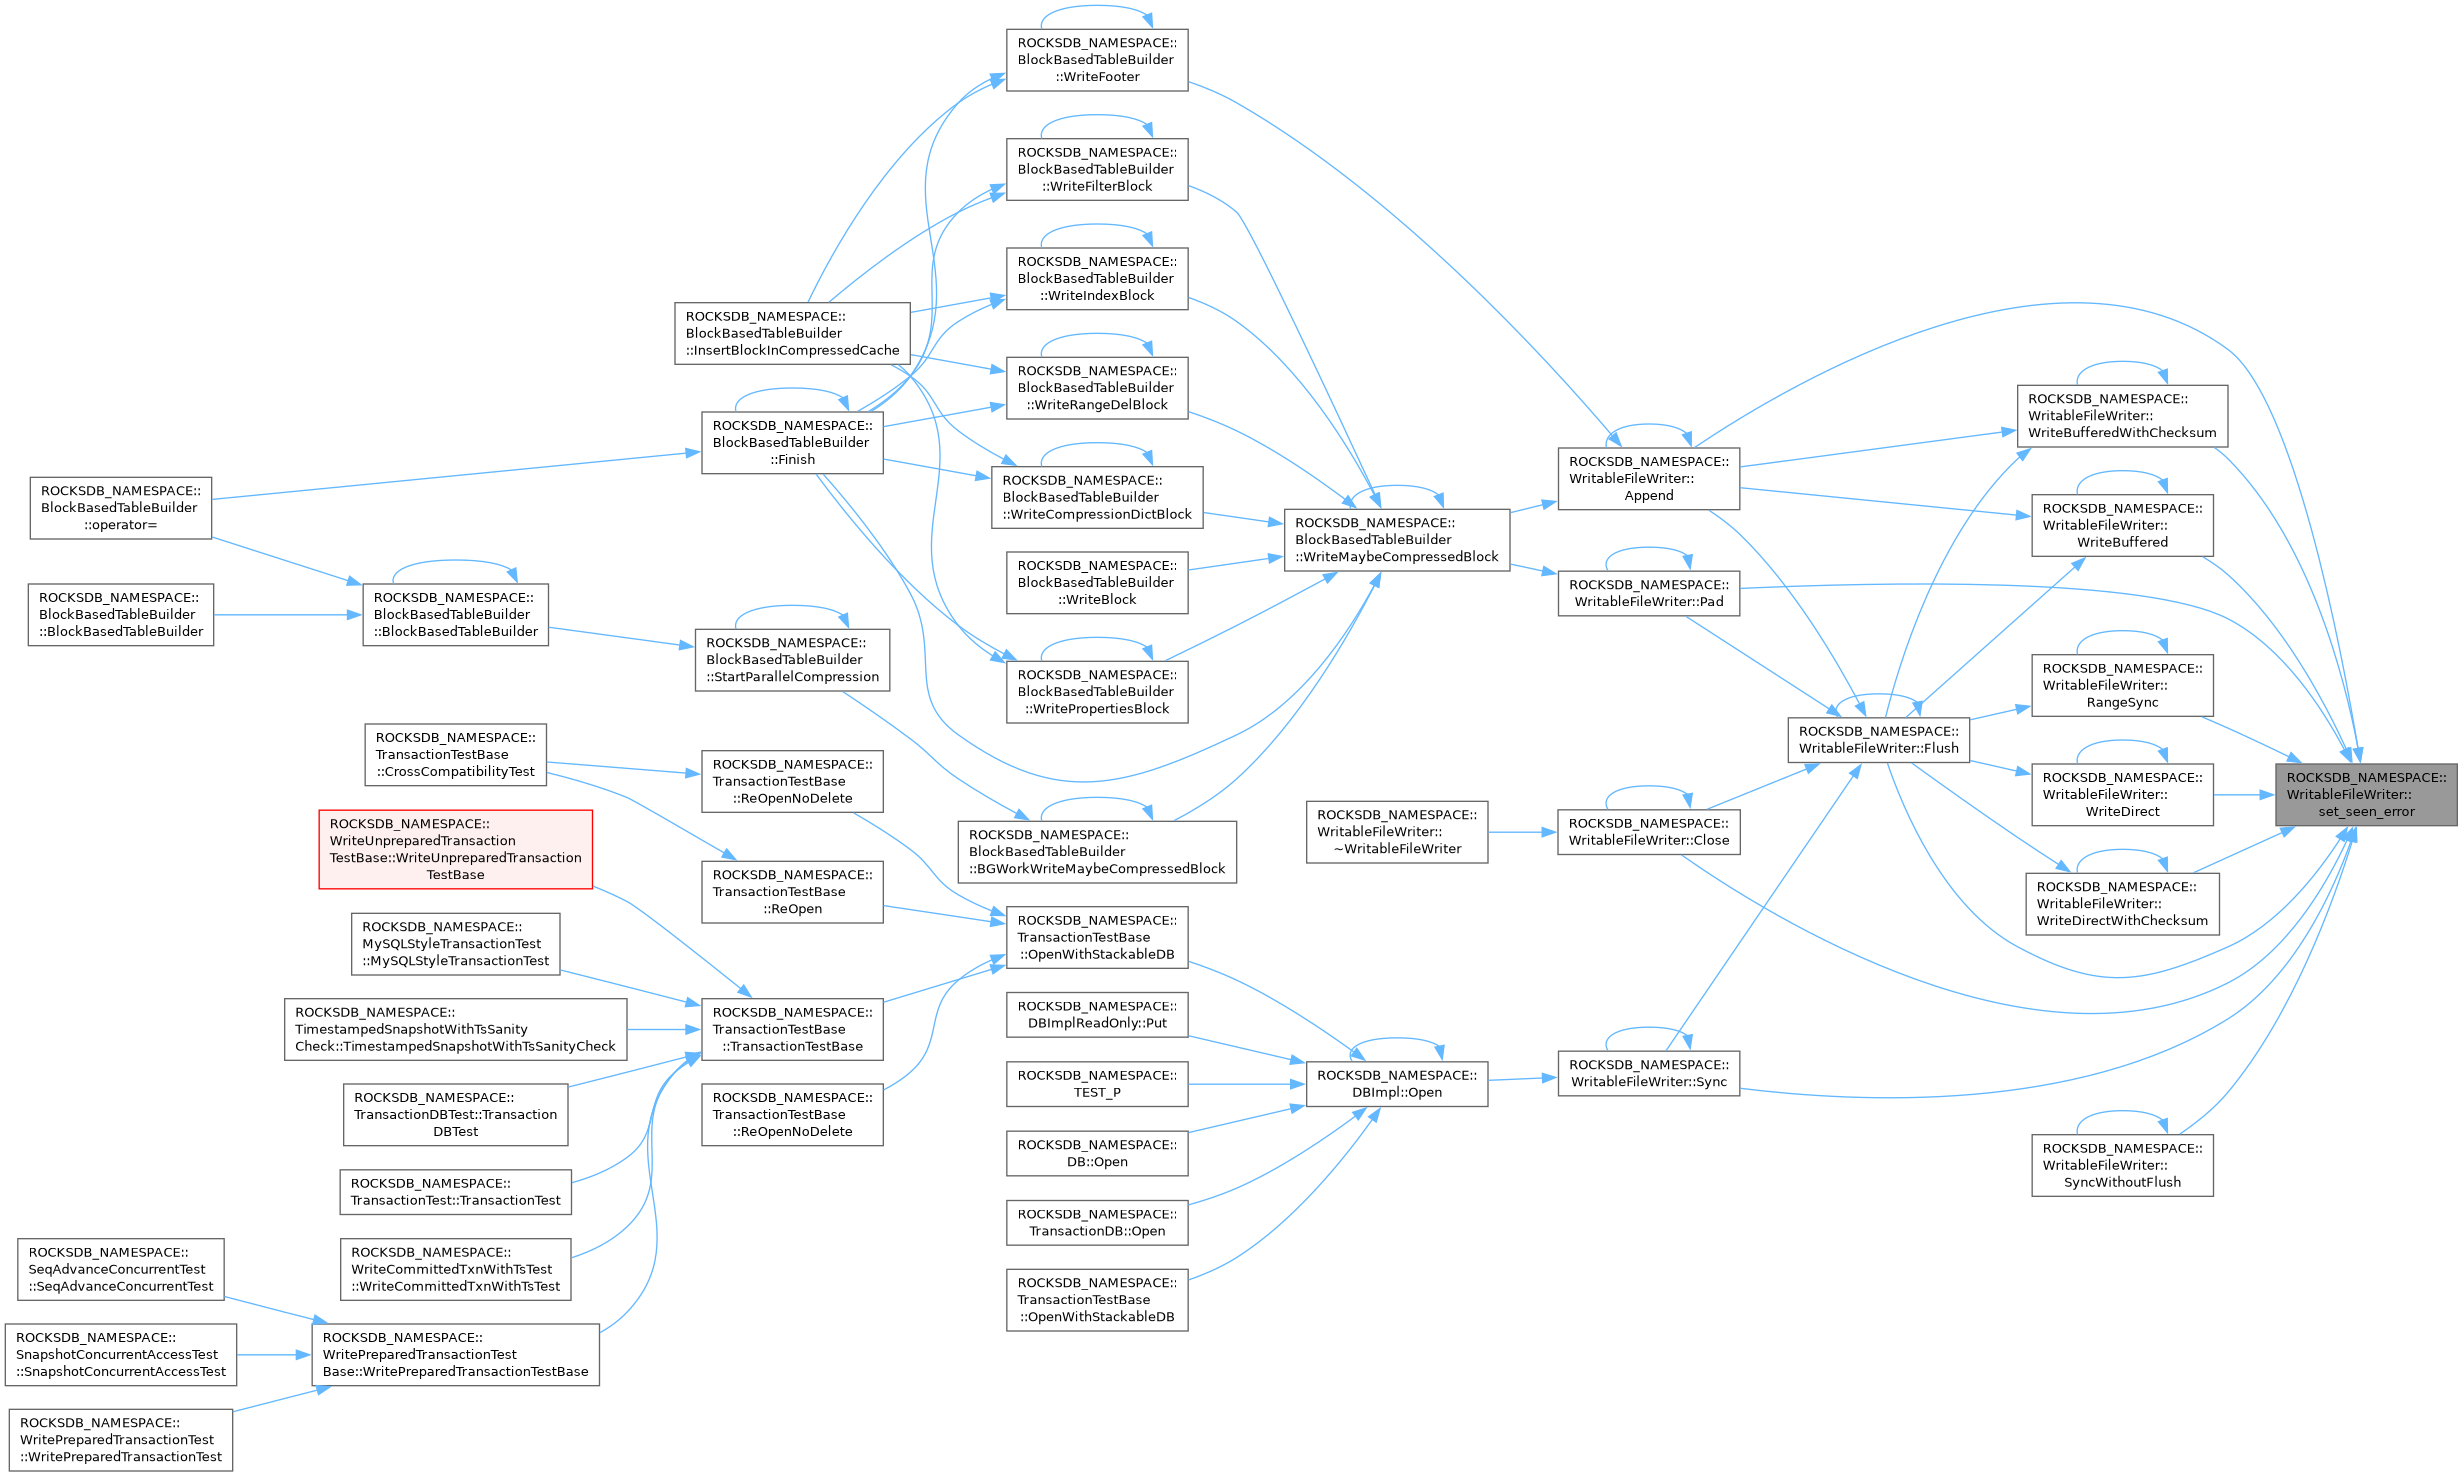 ROCKSDB_NAMESPACE::
BlockBasedTableBuilder
::WriteFooter
ROCKSDB_NAMESPACE::
BlockBasedTableBuilder
::WriteFilterBlock
ROCKSDB_NAMESPACE::
BlockBasedTableBuilder
::WriteIndexBlock
ROCKSDB_NAMESPACE::
BlockBasedTableBuilder
::InsertBlockInCompressedCache
ROCKSDB_NAMESPACE::
BlockBasedTableBuilder
::WriteRangeDelBlock
ROCKSDB_NAMESPACE::
WritableFileWriter::
WriteBufferedWithChecksum
ROCKSDB_NAMESPACE::
BlockBasedTableBuilder
::Finish
ROCKSDB_NAMESPACE::
WritableFileWriter::
Append
ROCKSDB_NAMESPACE::
BlockBasedTableBuilder
::WriteCompressionDictBlock
ROCKSDB_NAMESPACE::
BlockBasedTableBuilder
::operator=
ROCKSDB_NAMESPACE::
WritableFileWriter::
WriteBuffered
ROCKSDB_NAMESPACE::
BlockBasedTableBuilder
::WriteMaybeCompressedBlock
ROCKSDB_NAMESPACE::
BlockBasedTableBuilder
::WriteBlock
ROCKSDB_NAMESPACE::
WritableFileWriter::Pad
ROCKSDB_NAMESPACE::
BlockBasedTableBuilder
::BlockBasedTableBuilder
ROCKSDB_NAMESPACE::
BlockBasedTableBuilder
::BlockBasedTableBuilder
ROCKSDB_NAMESPACE::
BlockBasedTableBuilder
::StartParallelCompression
ROCKSDB_NAMESPACE::
BlockBasedTableBuilder
::WritePropertiesBlock
ROCKSDB_NAMESPACE::
WritableFileWriter::
RangeSync
ROCKSDB_NAMESPACE::
WritableFileWriter::Flush
ROCKSDB_NAMESPACE::
TransactionTestBase
::CrossCompatibilityTest
ROCKSDB_NAMESPACE::
TransactionTestBase
::ReOpenNoDelete
ROCKSDB_NAMESPACE::
WritableFileWriter::
WriteDirect
ROCKSDB_NAMESPACE::
WritableFileWriter::
set_seen_error
ROCKSDB_NAMESPACE::
WritableFileWriter::
~WritableFileWriter
ROCKSDB_NAMESPACE::
WritableFileWriter::Close
ROCKSDB_NAMESPACE::
WriteUnpreparedTransaction
TestBase::WriteUnpreparedTransaction
TestBase
ROCKSDB_NAMESPACE::
BlockBasedTableBuilder
::BGWorkWriteMaybeCompressedBlock
ROCKSDB_NAMESPACE::
TransactionTestBase
::ReOpen
ROCKSDB_NAMESPACE::
WritableFileWriter::
WriteDirectWithChecksum
ROCKSDB_NAMESPACE::
TransactionTestBase
::OpenWithStackableDB
ROCKSDB_NAMESPACE::
MySQLStyleTransactionTest
::MySQLStyleTransactionTest
ROCKSDB_NAMESPACE::
DBImplReadOnly::Put
ROCKSDB_NAMESPACE::
TimestampedSnapshotWithTsSanity
Check::TimestampedSnapshotWithTsSanityCheck
ROCKSDB_NAMESPACE::
TransactionTestBase
::TransactionTestBase
ROCKSDB_NAMESPACE::
WritableFileWriter::Sync
ROCKSDB_NAMESPACE::
TEST_P
ROCKSDB_NAMESPACE::
DBImpl::Open
ROCKSDB_NAMESPACE::
TransactionDBTest::Transaction
DBTest
ROCKSDB_NAMESPACE::
TransactionTestBase
::ReOpenNoDelete
ROCKSDB_NAMESPACE::
DB::Open
ROCKSDB_NAMESPACE::
WritableFileWriter::
SyncWithoutFlush
ROCKSDB_NAMESPACE::
TransactionTest::TransactionTest
ROCKSDB_NAMESPACE::
TransactionDB::Open
ROCKSDB_NAMESPACE::
SeqAdvanceConcurrentTest
::SeqAdvanceConcurrentTest
ROCKSDB_NAMESPACE::
WriteCommittedTxnWithTsTest
::WriteCommittedTxnWithTsTest
ROCKSDB_NAMESPACE::
TransactionTestBase
::OpenWithStackableDB
ROCKSDB_NAMESPACE::
SnapshotConcurrentAccessTest
::SnapshotConcurrentAccessTest
ROCKSDB_NAMESPACE::
WritePreparedTransactionTest
Base::WritePreparedTransactionTestBase
ROCKSDB_NAMESPACE::
WritePreparedTransactionTest
::WritePreparedTransactionTest